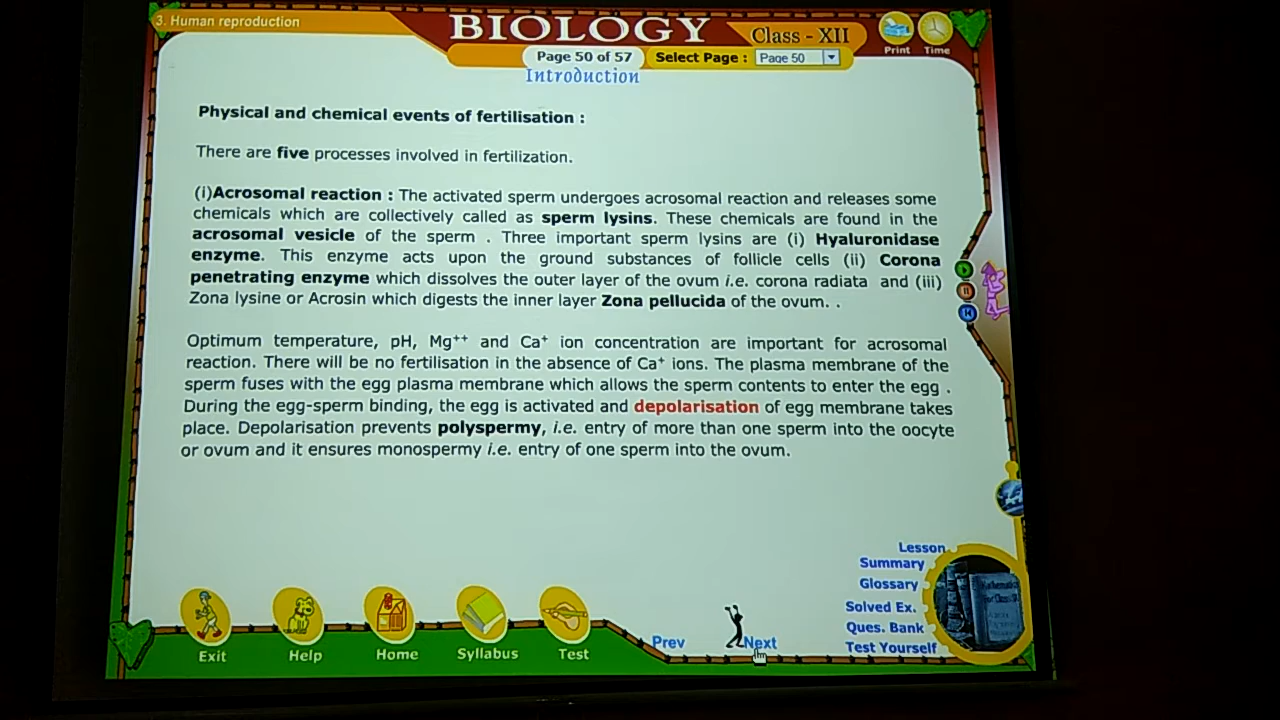 3. Human reproduction
BIOLOGY
Class - XII
Print
Time
Page 50 of 57
Select Page :
Page 50
Introduction
Physical and chemical events of fertilisation :
There are five processes involved in fertilization.
(i)Acrosomal reaction : The activated sperm undergoes acrosomal reaction and releases some
chemicals which are collectively called as sperm lysins. These chemicals are found in the
acrosomal vesicle of the sperm . Three important sperm lysins are (i) Hyaluronidase
enzyme. This enzyme acts upon the ground substances of follicle cells (ii) Corona
penetrating enzyme which dissolves the outer layer of the ovum i.e. corona radiata and (iii)
Zona lysine or Acrosin which digests the inner layer Zona pellucida of the ovum. .
Optimum temperature, pH, Mg⁺⁺ and Ca⁺ ion concentration are important for acrosomal
reaction. There will be no fertilisation in the absence of Ca⁺ ions. The plasma membrane of the
sperm fuses with the egg plasma membrane which allows the sperm contents to enter the egg .
During the egg-sperm binding, the egg is activated and depolarisation of egg membrane takes
place. Depolarisation prevents polyspermy, i.e. entry of more than one sperm into the oocyte
or ovum and it ensures monospermy i.e. entry of one sperm into the ovum.
Lesson
Summary
Glossary
Solved Ex.
Ques. Bank
Test Yourself
Mathematics
Prev
Next
Exit
Help
Home
Syllabus
Test